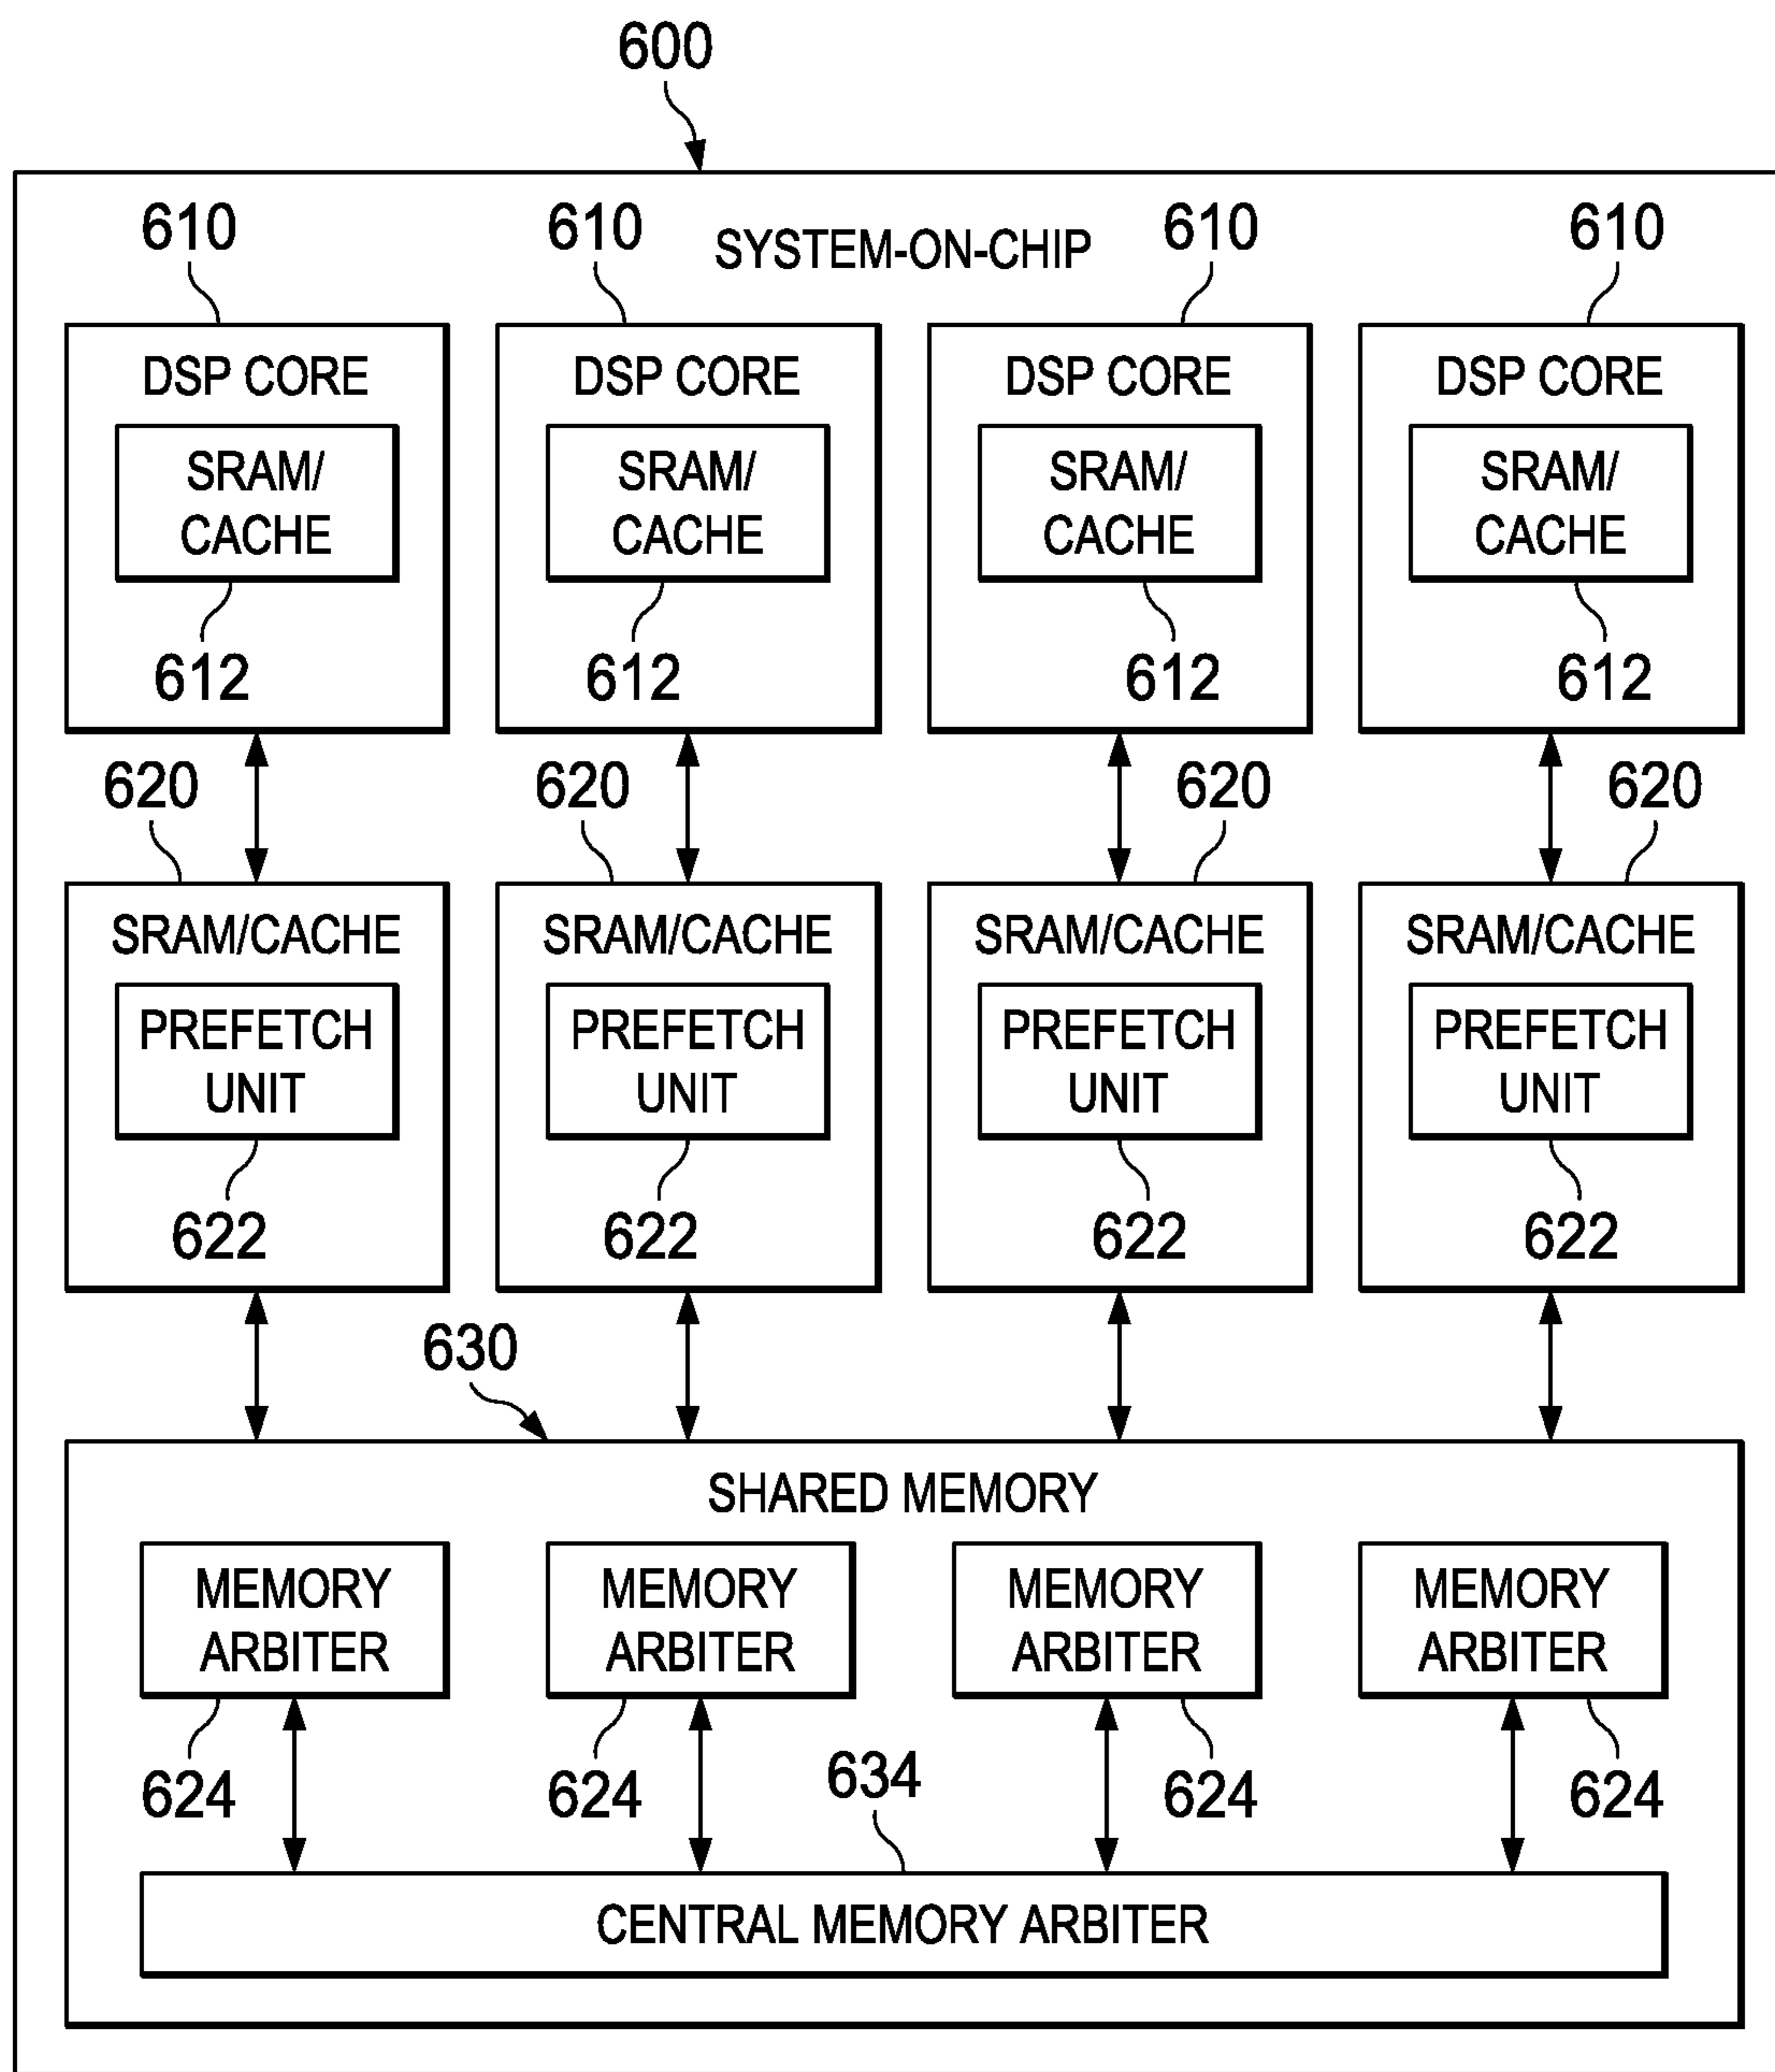 600
610 610 610 610
SYSTEM-ON-CHIP
DSP CORE DSP CORE DSP CORE DSP CORE
SRAM/ SRAM/ SRAM/ SRAM/
CACHE CACHE CACHE CACHE
612 612 612 612
620 620 620 620
SRAM/CACHE SRAM/CACHE SRAM/CACHE SRAM/CACHE
PREFETCH PREFETCH PREFETCH PREFETCH
UNIT UNIT UNIT UNIT
622 622 622 622
630
SHARED MEMORY
MEMORY MEMORY MEMORY MEMORY
ARBITER ARBITER ARBITER ARBITER
624 624 634 624 624
CENTRAL MEMORY ARBITER